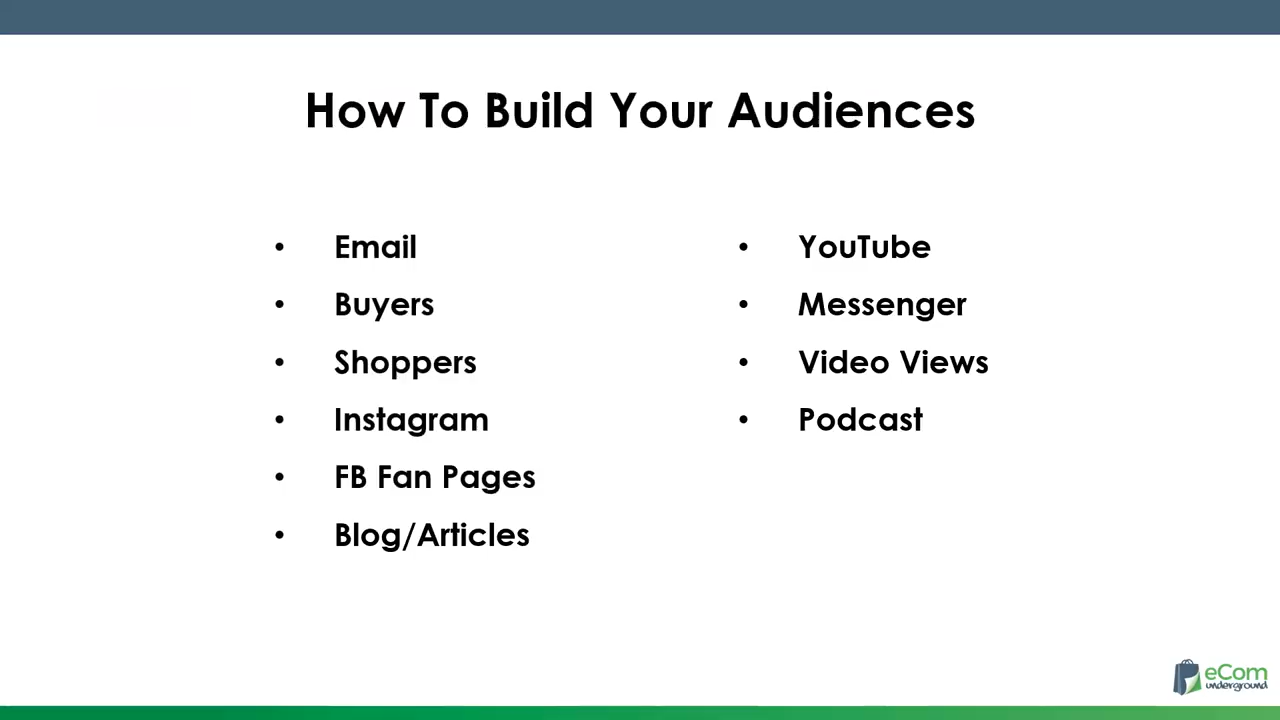 How To Build Your Audiences
• Email
• Buyers
• Shoppers
• Instagram
• FB Fan Pages
• Blog/Articles
• YouTube
• Messenger
• Video Views
• Podcast
eCom
underground